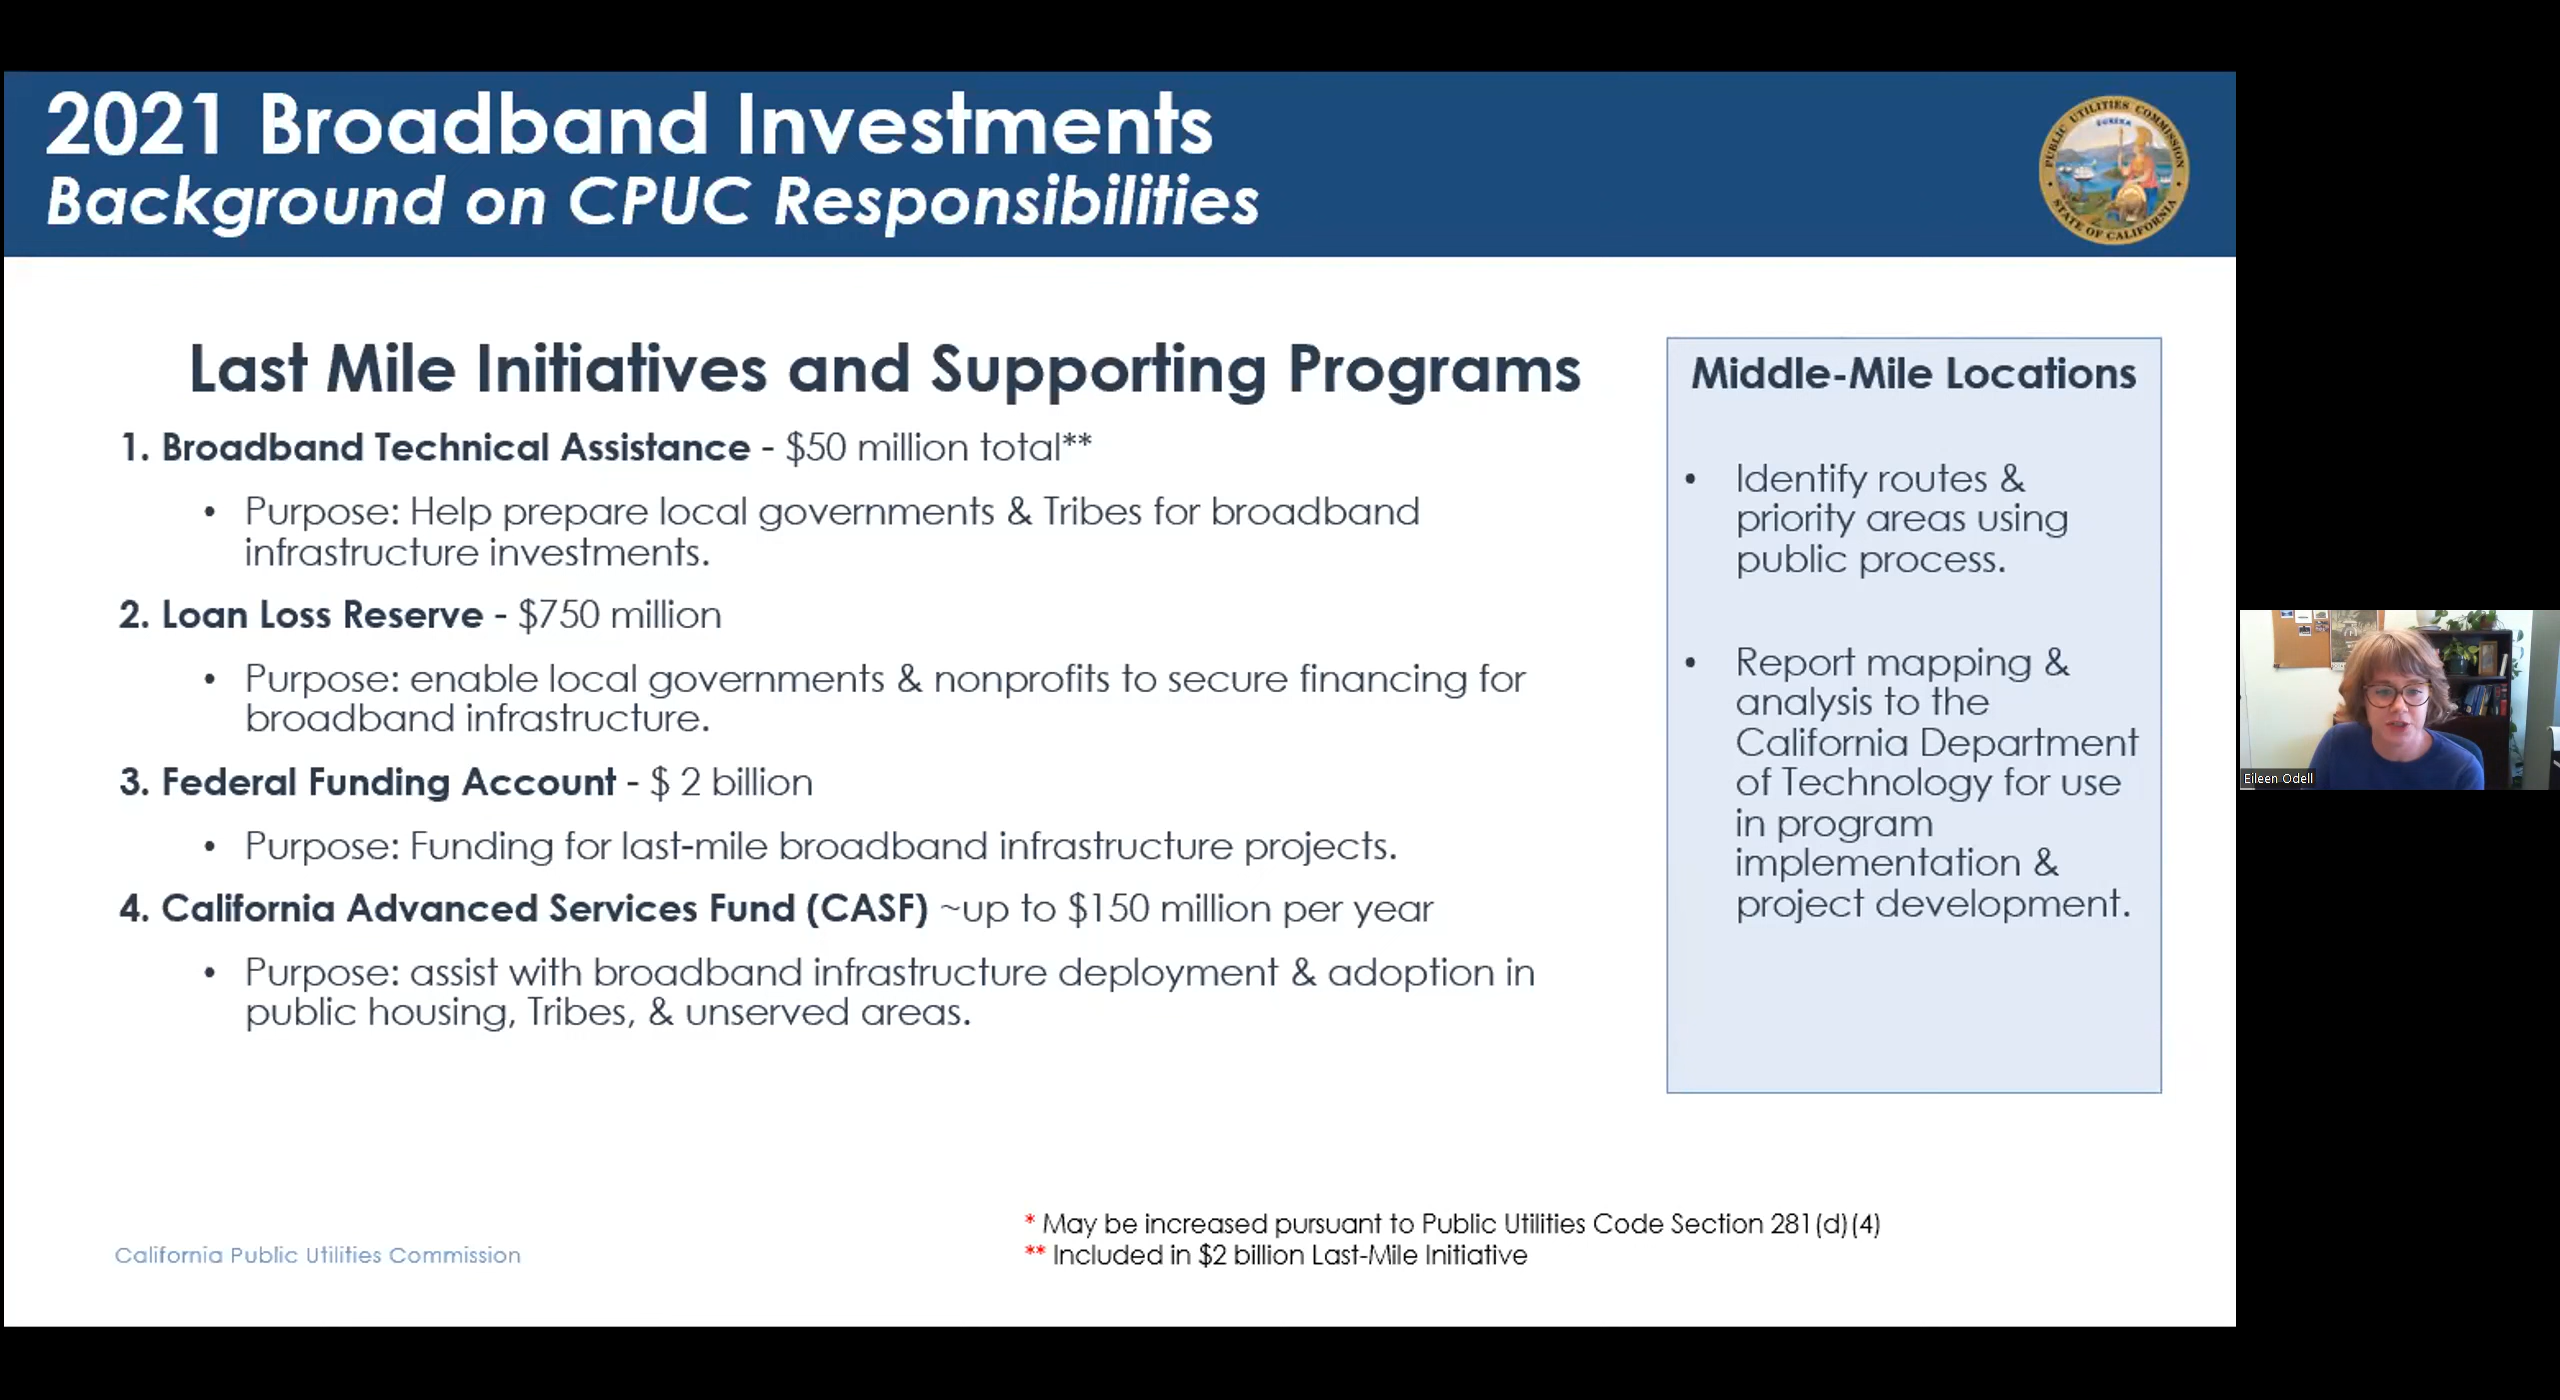 2021 Broadband Investments
Background on CPUC Responsibilities
PUBLIC UTILITIES COMMISSION
EUREKA
STATE OF CALIFORNIA
Last Mile Initiatives and Supporting Programs
1. Broadband Technical Assistance - $50 million total**
• Purpose: Help prepare local governments & Tribes for broadband
infrastructure investments.
2. Loan Loss Reserve - $750 million
• Purpose: enable local governments & nonprofits to secure financing for
broadband infrastructure.
3. Federal Funding Account - $ 2 billion
• Purpose: Funding for last-mile broadband infrastructure projects.
4. California Advanced Services Fund (CASF) ~up to $150 million per year
• Purpose: assist with broadband infrastructure deployment & adoption in
public housing, Tribes, & unserved areas.
Middle-Mile Locations
• Identify routes &
priority areas using
public process.
• Report mapping &
analysis to the
California Department
of Technology for use
in program
implementation &
project development.
Eileen Odell
* May be increased pursuant to Public Utilities Code Section 281(d)(4)
** Included in $2 billion Last-Mile Initiative
California Public Utilities Commission